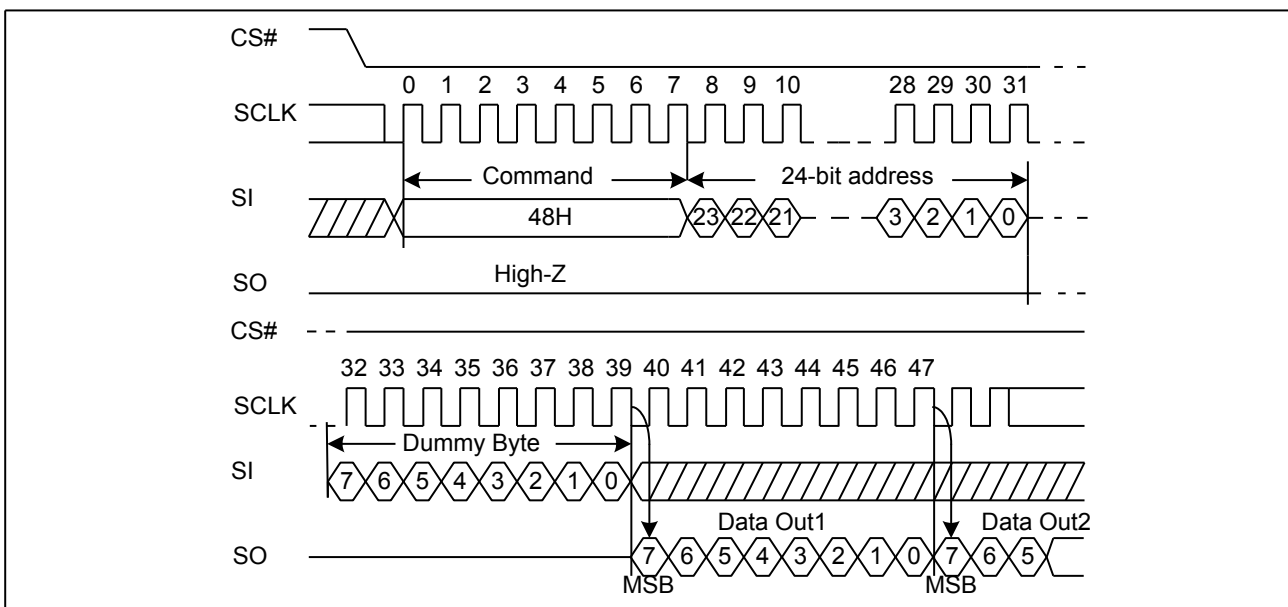 CS#
0 1 2 3 4 5 6 7 8 9 10 28 29 30 31
SCLK
Command 24-bit address
SI
48H 23 22 21 3 2 1 0
High-Z
SO
CS#
32 33 34 35 36 37 38 39 40 41 42 43 44 45 46 47
SCLK
Dummy Byte
SI
7 6 5 4 3 2 1 0
Data Out1 Data Out2
SO
7 6 5 4 3 2 1 0 7 6 5
MSB MSB